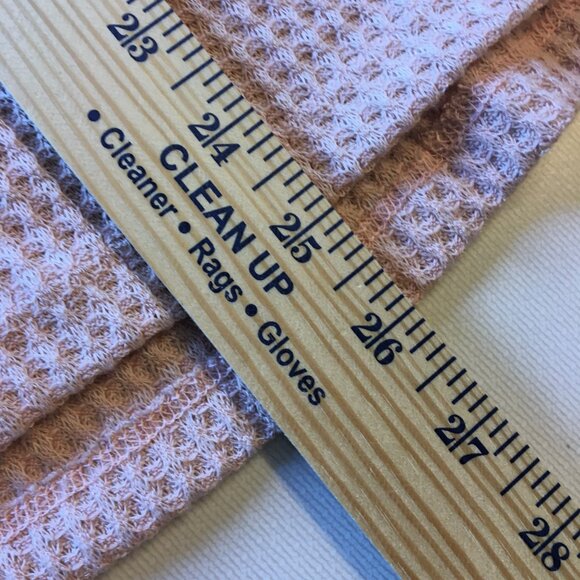 23 24 25 26 27 28
CLEAN UP
• Cleaner • Rags • Gloves